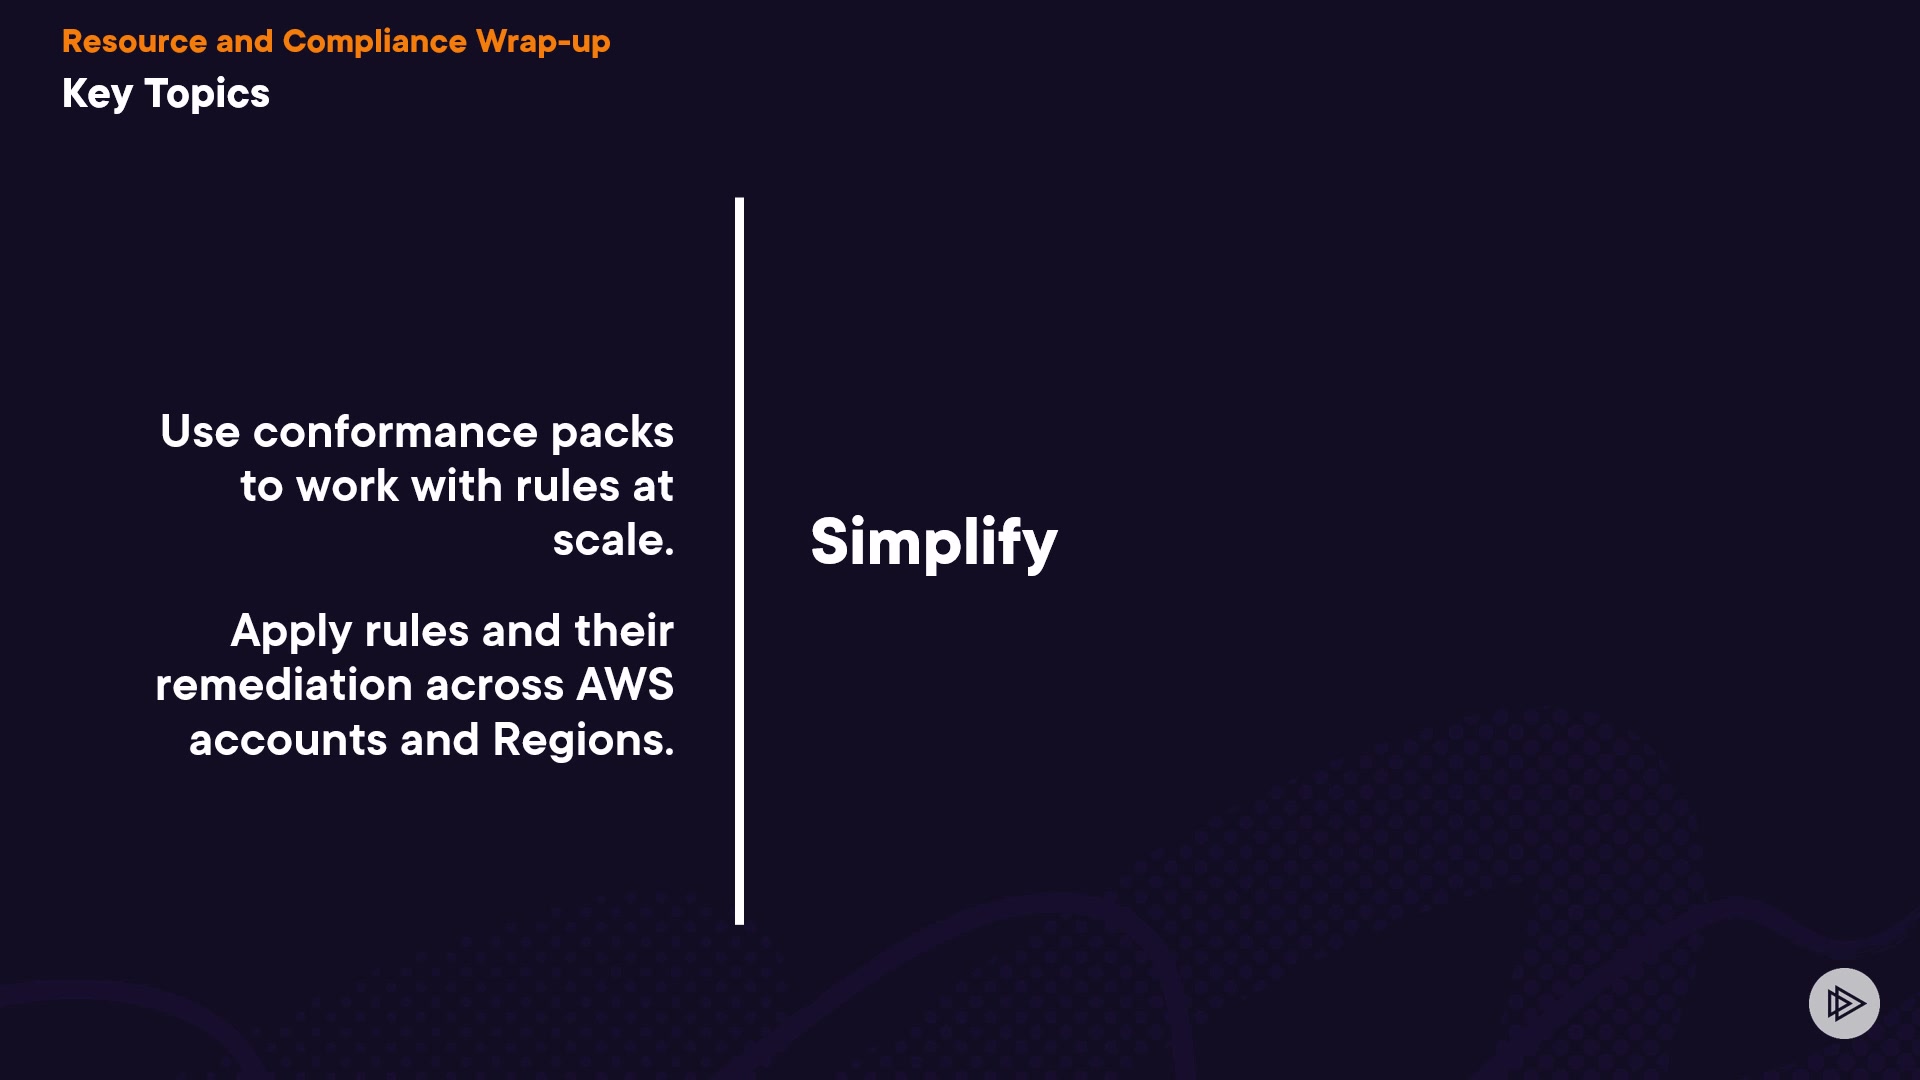 Resource and Compliance Wrap-up
Key Topics
Use conformance packs
to work with rules at
scale.
Apply rules and their
remediation across AWS
accounts and Regions.
Simplify